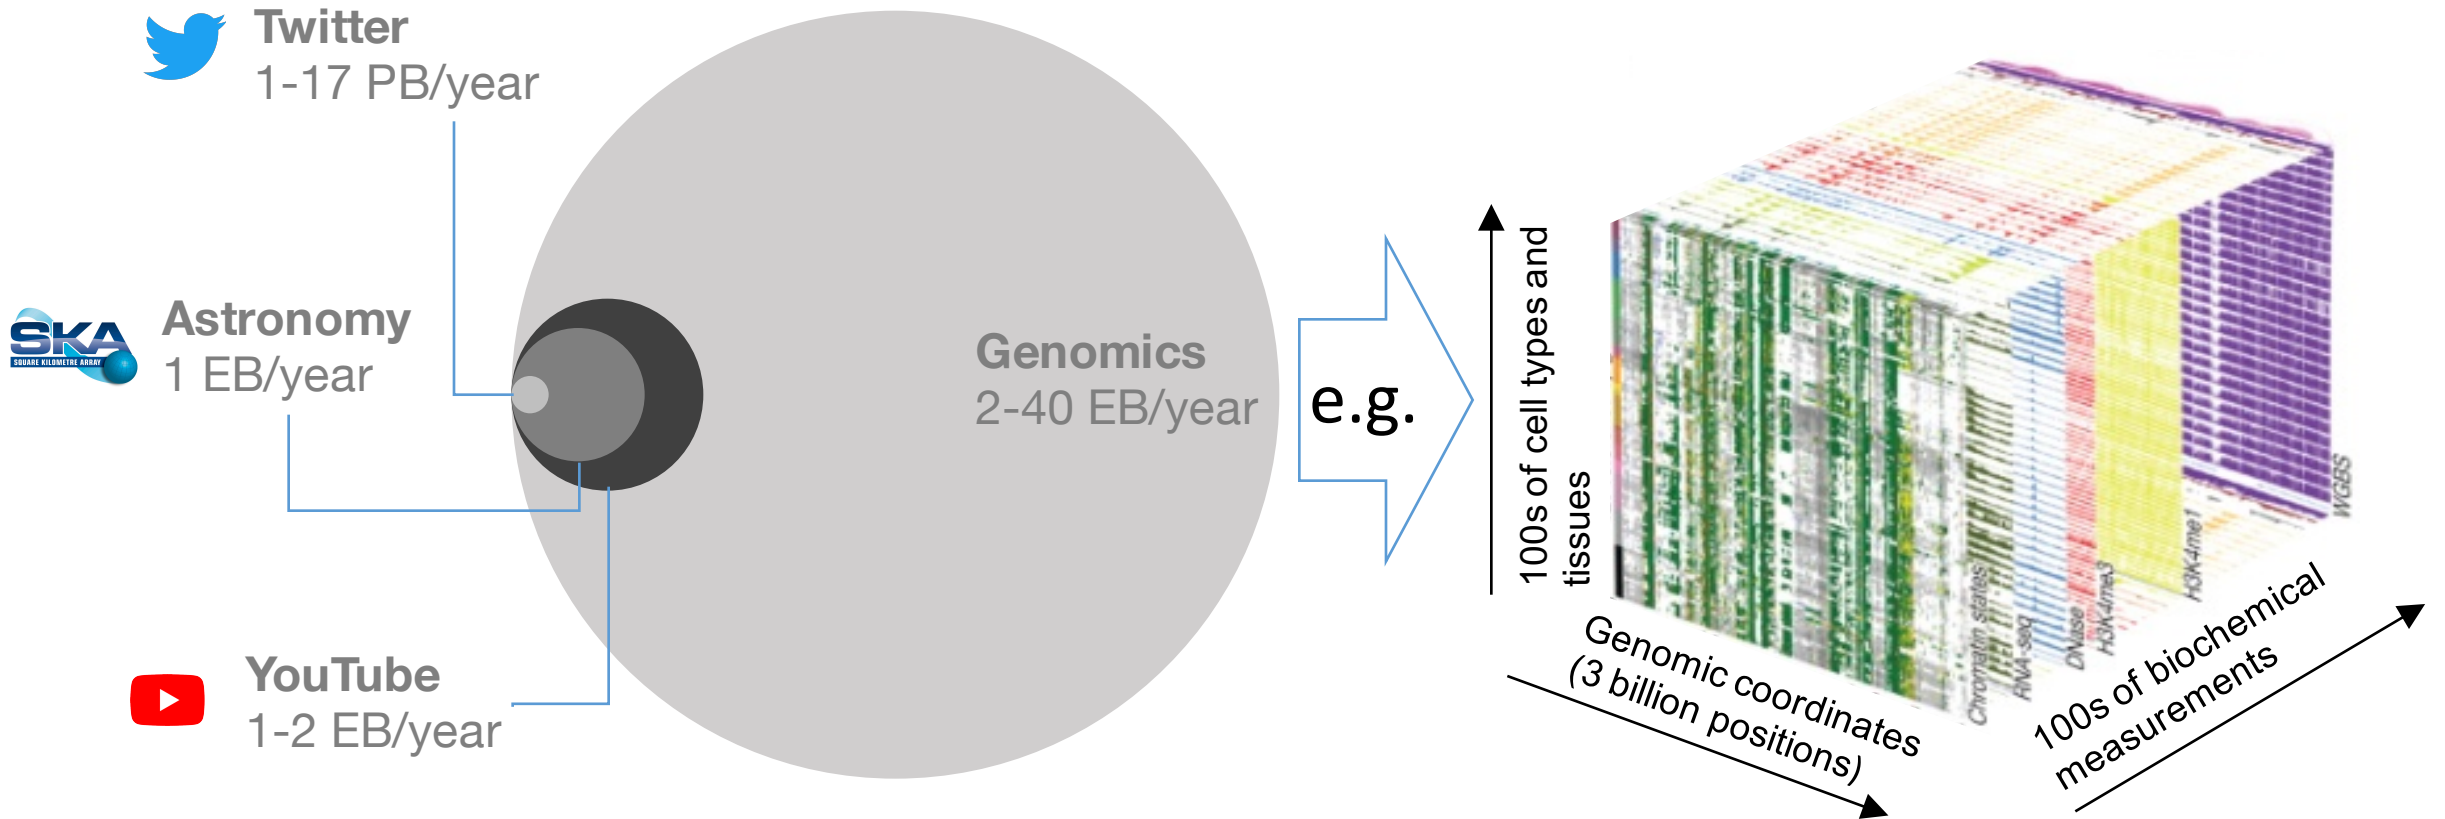 Twitter
1-17 PB/year
SKA
SQUARE KILOMETRE ARRAY
Astronomy
1 EB/year
YouTube
1-2 EB/year
Genomics
2-40 EB/year
e.g.
100s of cell types and
tissues
Genomic coordinates
(3 billion positions)
100s of biochemical
measurements
Chromatin states
RNA-seq
DNase
H3K4me3
H3K4me1
WGBS